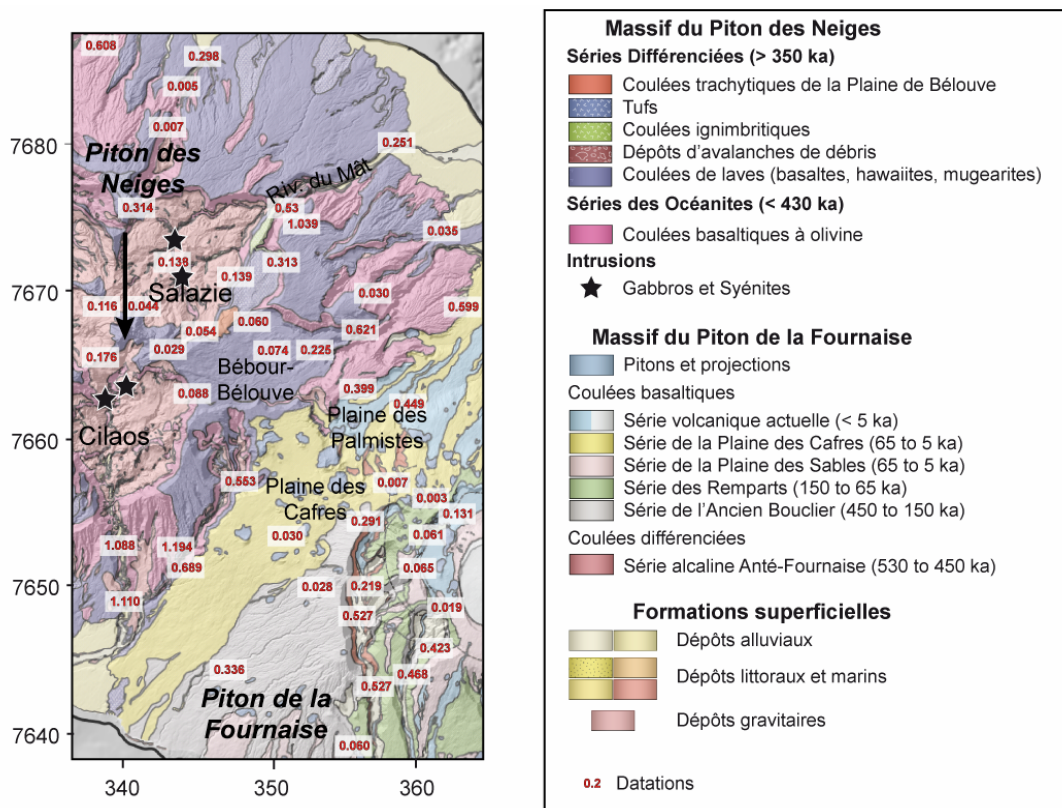 0.608
0.298
0.005
0.007
7680
0.251
Piton des
Neiges
Riv. du Mât
0.314
0.53
1.039
0.035
0.138
0.139
0.313
Salazie
7670
0.116
0.044
0.030
0.599
0.060
0.054
0.621
0.176
0.029
0.074
0.225
Bébour-
Bélouve
0.088
0.399
0.449
Plaine des
Palmistes
7660
Cilaos
0.553
Plaine des
Cafres
0.007
0.003
0.131
0.291
0.030
0.061
1.088
1.194
0.689
0.065
7650
0.028
0.219
1.110
0.527
0.019
0.423
0.336
0.468
0.527
Piton de la
Fournaise
7640
0.060
340
350
360
Massif du Piton des Neiges
Séries Différenciées (> 350 ka)
Coulées trachytiques de la Plaine de Bélouve
Tufs
Coulées ignimbritiques
Dépôts d'avalanches de débris
Coulées de laves (basaltes, hawaiites, mugearites)
Séries des Océanites (< 430 ka)
Coulées basaltiques à olivine
Intrusions
Gabbros et Syénites
Massif du Piton de la Fournaise
Pitons et projections
Coulées basaltiques
Série volcanique actuelle (< 5 ka)
Série de la Plaine des Cafres (65 to 5 ka)
Série de la Plaine des Sables (65 to 5 ka)
Série des Remparts (150 to 65 ka)
Série de l'Ancien Bouclier (450 to 150 ka)
Coulées différenciées
Série alcaline Anté-Fournaise (530 to 450 ka)
Formations superficielles
Dépôts alluviaux
Dépôts littoraux et marins
Dépôts gravitaires
0.2 Datations